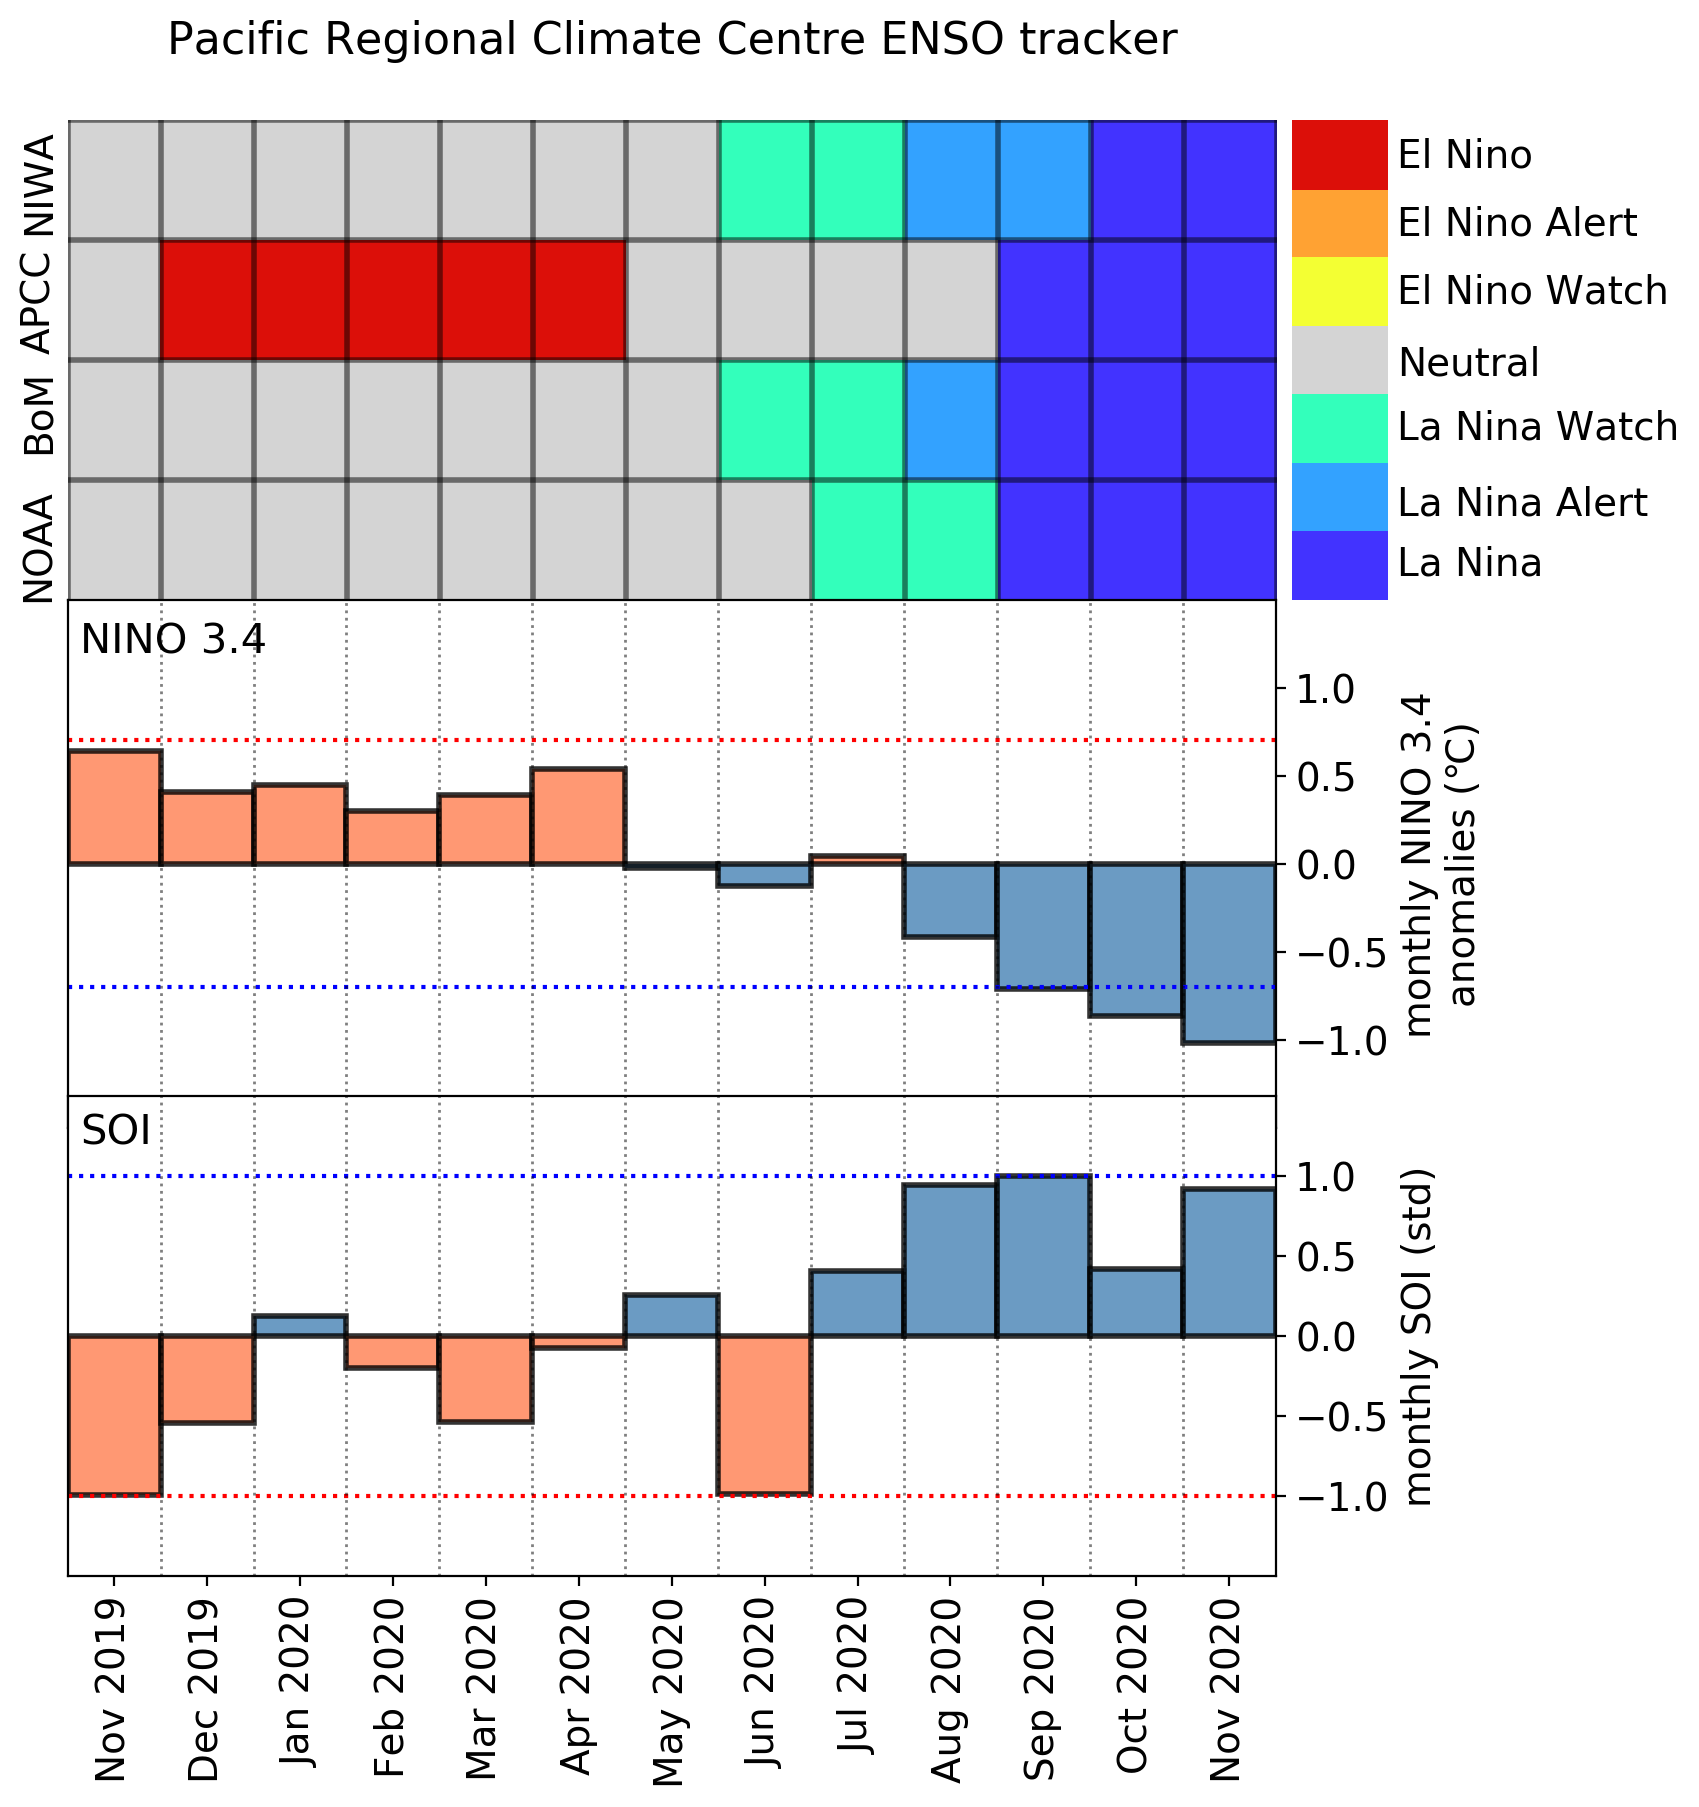 Pacific Regional Climate Centre ENSO tracker
NIWA
APCC
BoM
NOAA
El Nino
El Nino Alert
El Nino Watch
Neutral
La Nina Watch
La Nina Alert
La Nina
NINO 3.4
1.0
0.5
0.0
−0.5
−1.0
monthly NINO 3.4
anomalies (°C)
SOI
1.0
0.5
0.0
−0.5
−1.0
monthly SOI (std)
Nov 2019
Dec 2019
Jan 2020
Feb 2020
Mar 2020
Apr 2020
May 2020
Jun 2020
Jul 2020
Aug 2020
Sep 2020
Oct 2020
Nov 2020